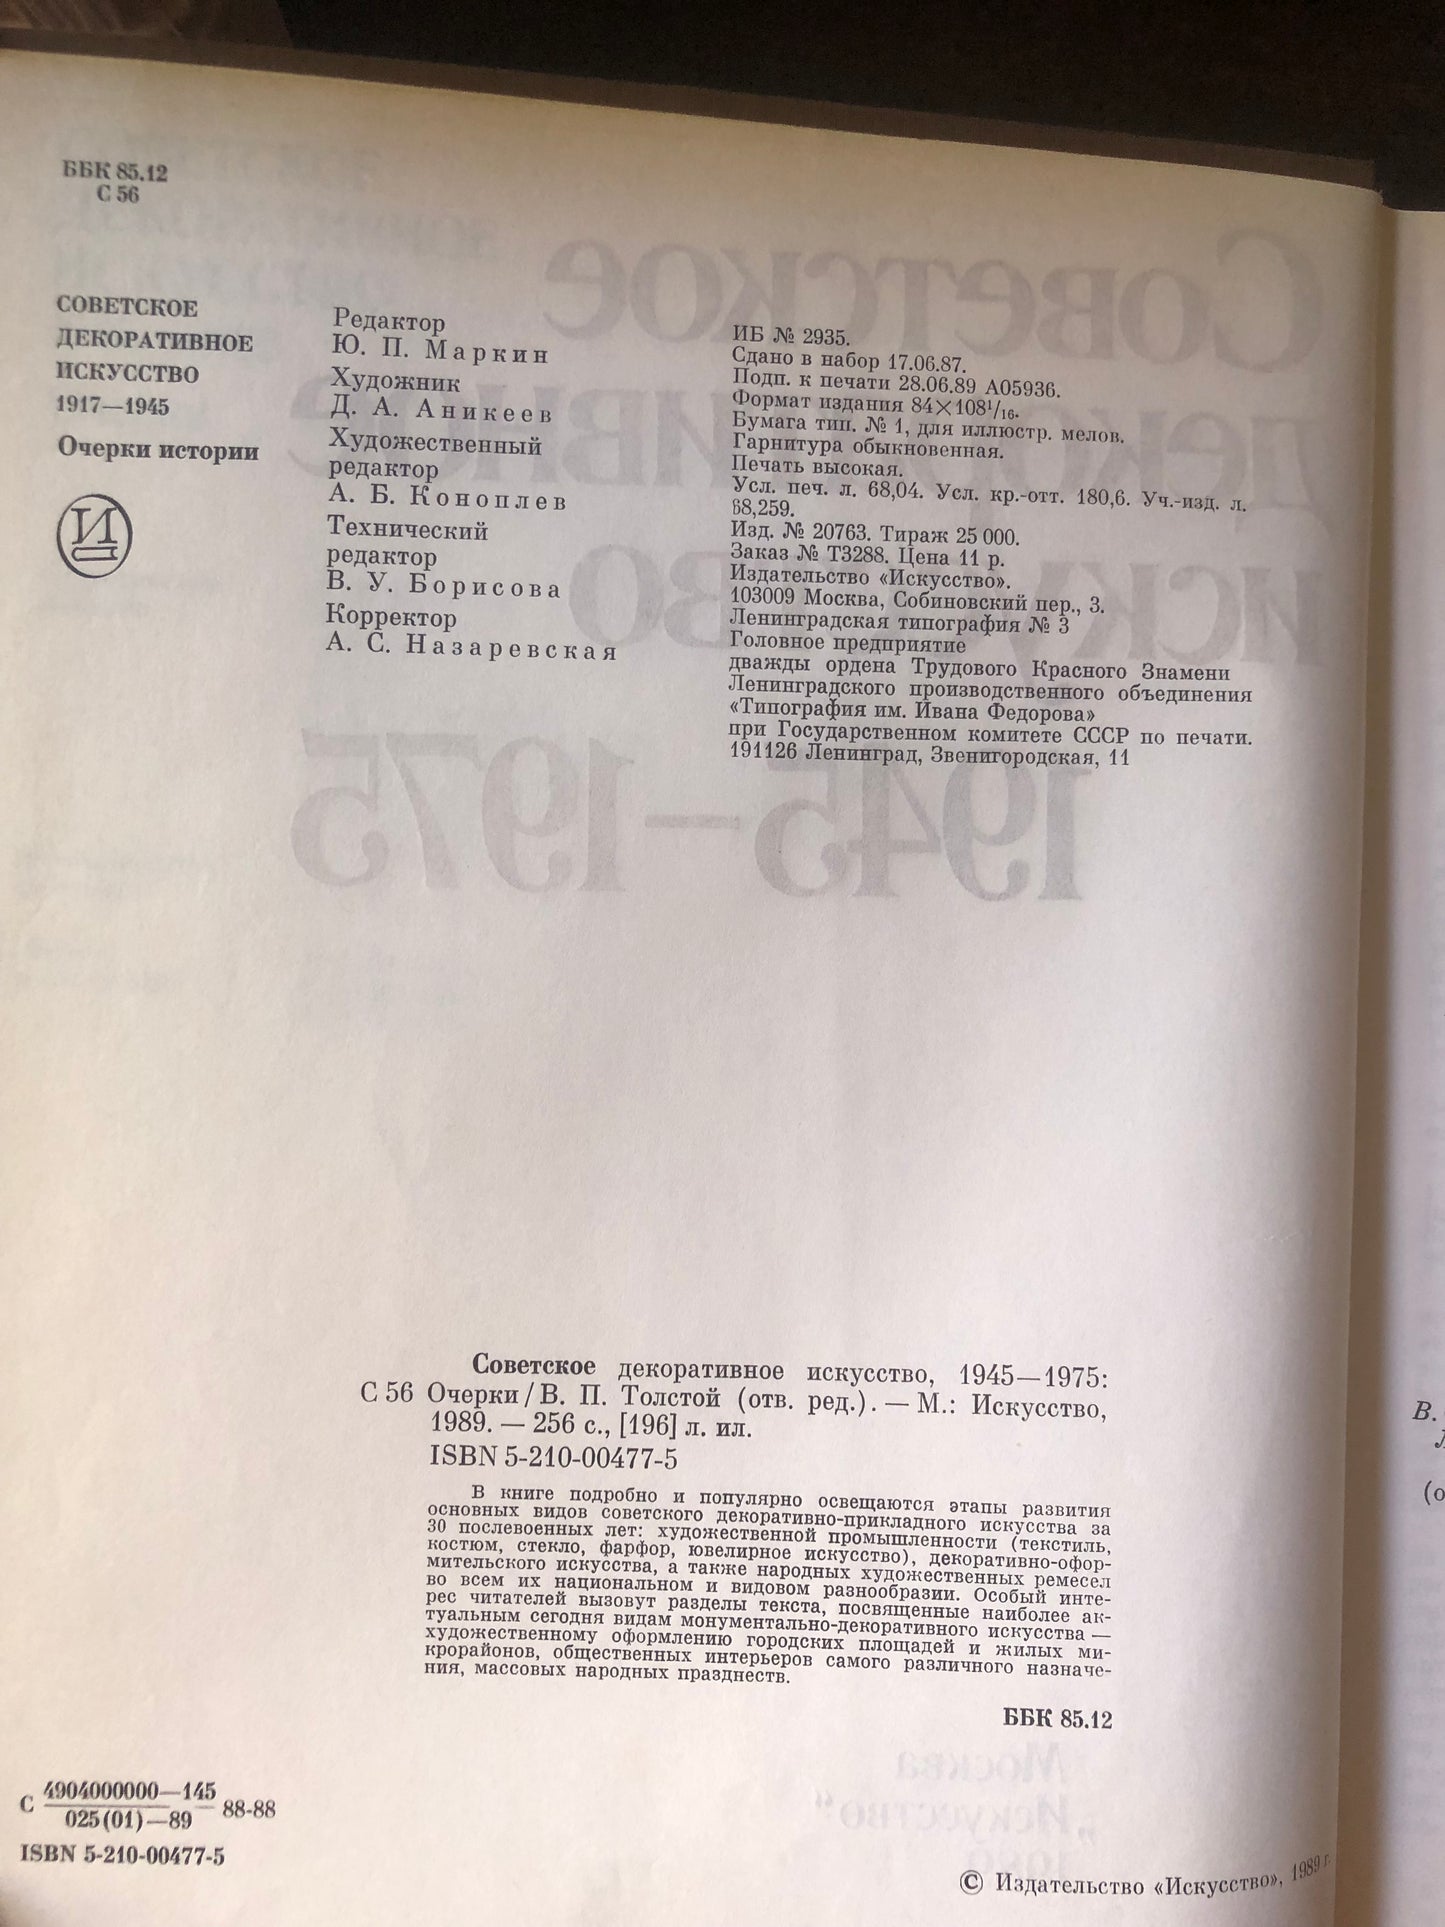 ББК 85.12
С 56
СОВЕТСКОЕ
ДЕКОРАТИВНОЕ
ИСКУССТВО
1917—1945
Очерки истории
И
Редактор
Ю. П. Маркин
Художник
Д. А. Аникеев
Художественный
редактор
А. Б. Коноплев
Технический
редактор
В. У. Борисова
Корректор
А. С. Назаревская
ИБ № 2935.
Сдано в набор 17.06.87.
Подп. к печати 28.06.89 А05936.
Формат издания 84×108¹/₁₆.
Бумага тип. № 1, для иллюстр. мелов.
Гарнитура обыкновенная.
Печать высокая.
Усл. печ. л. 68,04. Усл. кр.-отт. 180,6. Уч.-изд. л.
68,259.
Изд. № 20763. Тираж 25 000.
Заказ № Т3288. Цена 11 р.
Издательство «Искусство».
103009 Москва, Собиновский пер., 3.
Ленинградская типография № 3
Головное предприятие
дважды ордена Трудового Красного Знамени
Ленинградского производственного объединения
«Типография им. Ивана Федорова»
при Государственном комитете СССР по печати.
191126 Ленинград, Звенигородская, 11
Советское декоративное искусство, 1945—1975:
С 56 Очерки / В. П. Толстой (отв. ред.). — М.: Искусство,
1989. — 256 с., [196] л. ил.
ISBN 5-210-00477-5
В книге подробно и популярно освещаются этапы развития
основных видов советского декоративно-прикладного искусства за
30 послевоенных лет: художественной промышленности (текстиль,
костюм, стекло, фарфор, ювелирное искусство), декоративно-офор-
мительского искусства, а также народных художественных ремесел
во всем их национальном и видовом разнообразии. Особый инте-
рес читателей вызовут разделы текста, посвященные наиболее ак-
туальным сегодня видам монументально-декоративного искусства —
художественному оформлению городских площадей и жилых ми-
крорайонов, общественных интерьеров самого различного назначе-
ния, массовых народных празднеств.
ББК 85.12
С 4904000000—145
025(01)—89 — 88-88
ISBN 5-210-00477-5
© Издательство «Искусство», 1989 г.
В.
(о